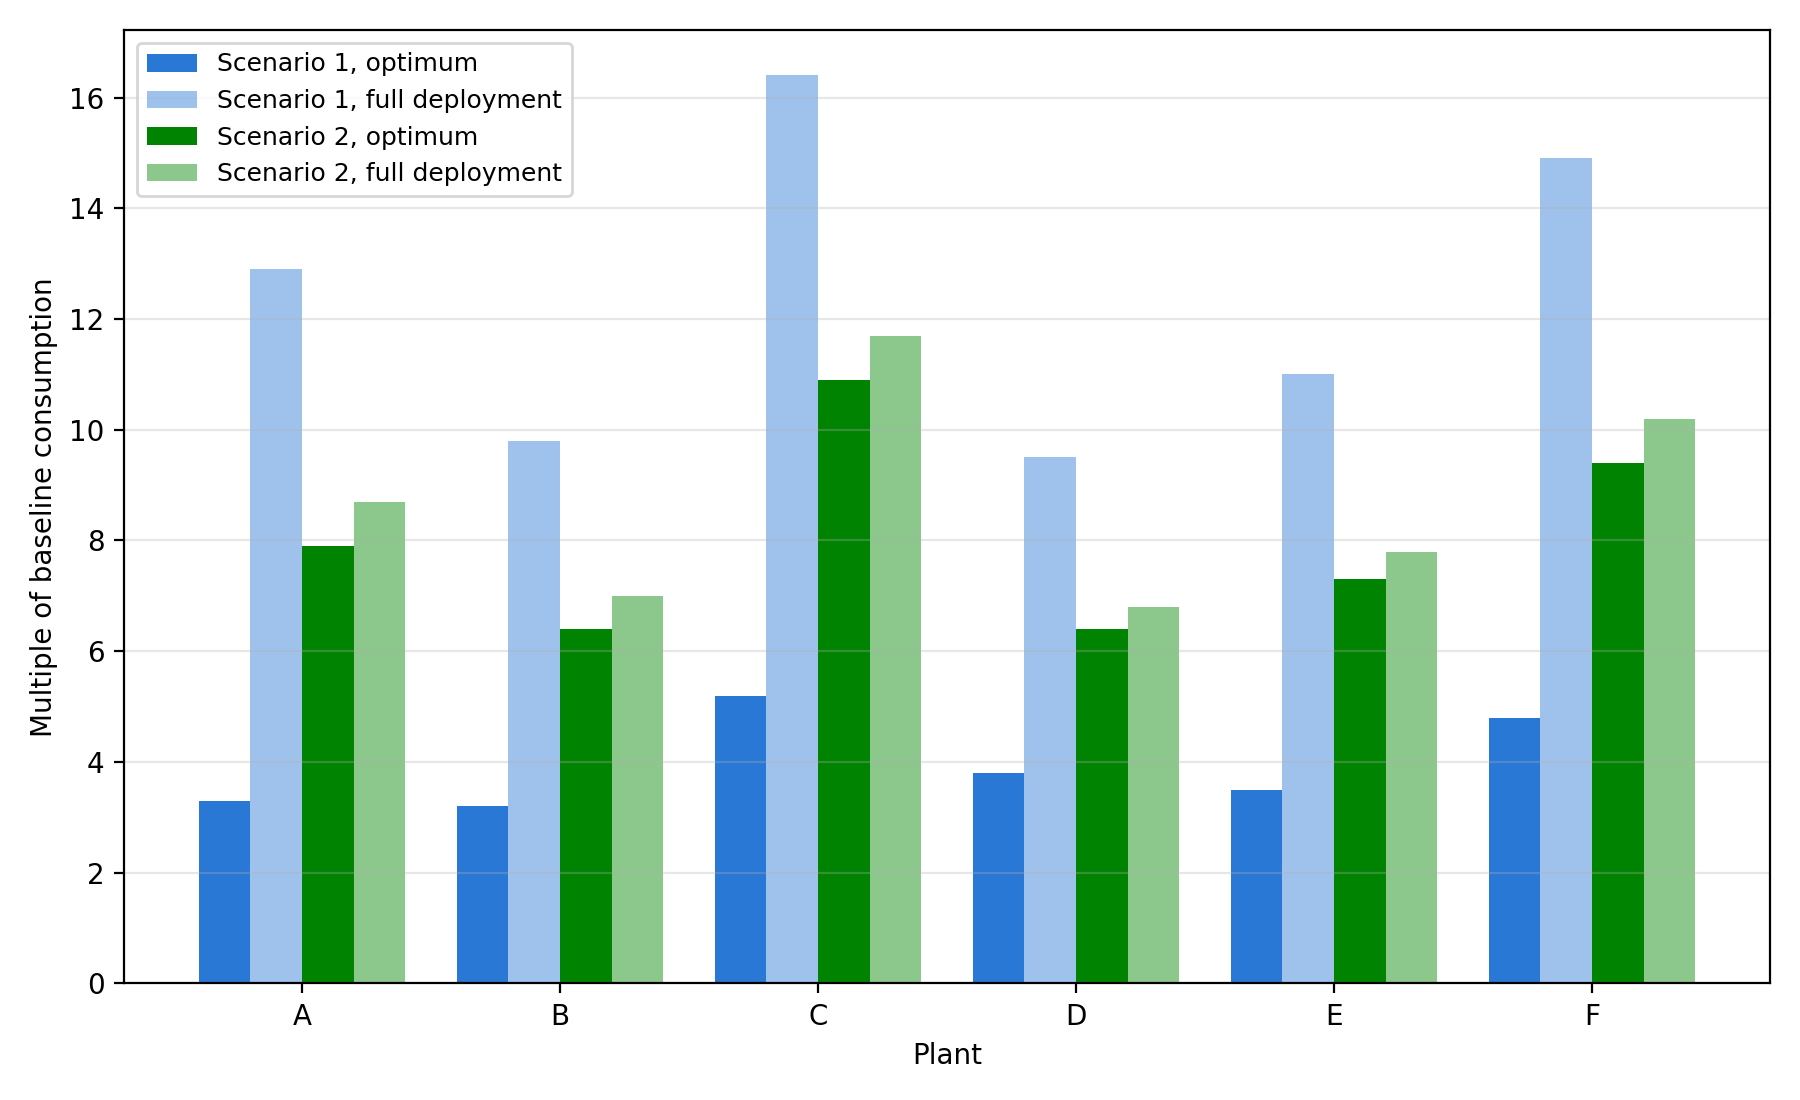 Scenario 1, optimum
Scenario 1, full deployment
Scenario 2, optimum
Scenario 2, full deployment
Multiple of baseline consumption
16
14
12
10
8
6
4
2
0
A B C D E F
Plant